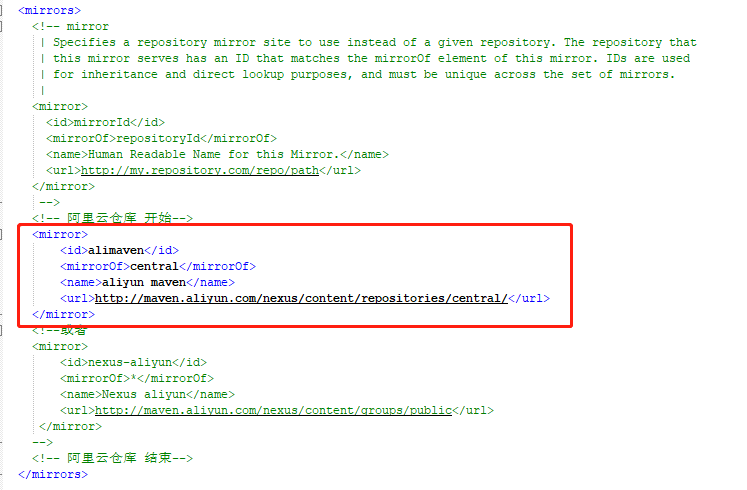 <mirrors>
<!-- mirror
| Specifies a repository mirror site to use instead of a given repository. The repository that
| this mirror serves has an ID that matches the mirrorOf element of this mirror. IDs are used
| for inheritance and direct lookup purposes, and must be unique across the set of mirrors.
|
<mirror>
<id>mirrorId</id>
<mirrorOf>repositoryId</mirrorOf>
<name>Human Readable Name for this Mirror.</name>
<url>http://my.repository.com/repo/path</url>
</mirror>
-->
<!-- 阿里云仓库 开始-->
<mirror>
<id>alimaven</id>
<mirrorOf>central</mirrorOf>
<name>aliyun maven</name>
<url>http://maven.aliyun.com/nexus/content/repositories/central/</url>
</mirror>
<!--或者
<mirror>
<id>nexus-aliyun</id>
<mirrorOf>*</mirrorOf>
<name>Nexus aliyun</name>
<url>http://maven.aliyun.com/nexus/content/groups/public</url>
</mirror>
-->
<!-- 阿里云仓库 结束-->
</mirrors>